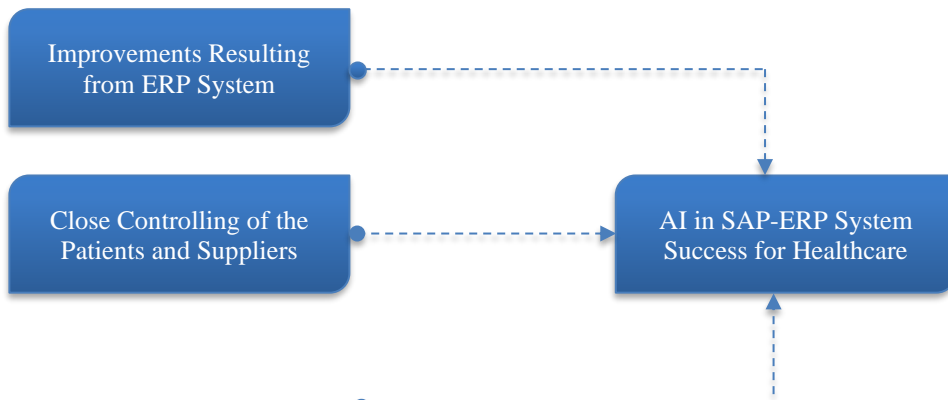 Improvements Resulting
from ERP System
Close Controlling of the
Patients and Suppliers
AI in SAP-ERP System
Success for Healthcare